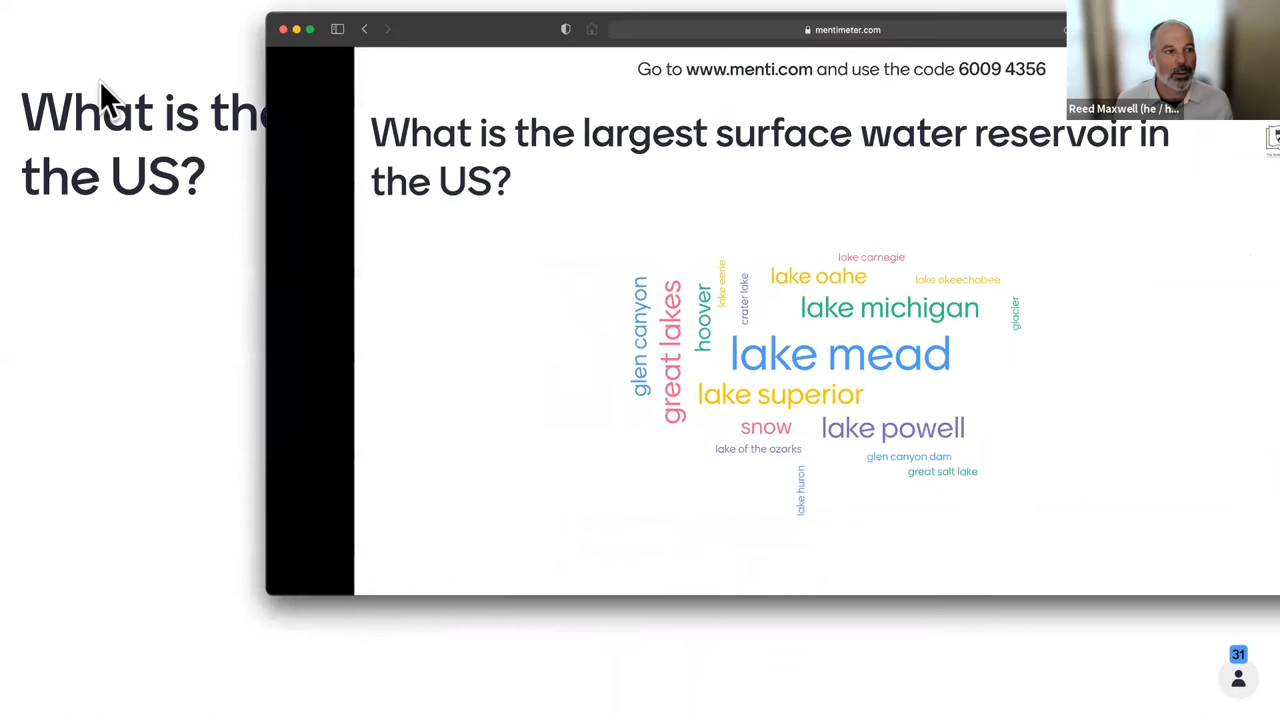 mentimeter.com
Go to www.menti.com and use the code 6009 4356
Reed Maxwell (he / h...
What is the
the US?
What is the largest surface water reservoir in
the US?
lake carnegie
lake oahe
lake okeechobee
lake michigan
glacier
glen canyon
great lakes
hoover
lake eerie
crater lake
lake mead
lake superior
snow
lake powell
lake of the ozarks
glen canyon dam
great salt lake
lake huron
31